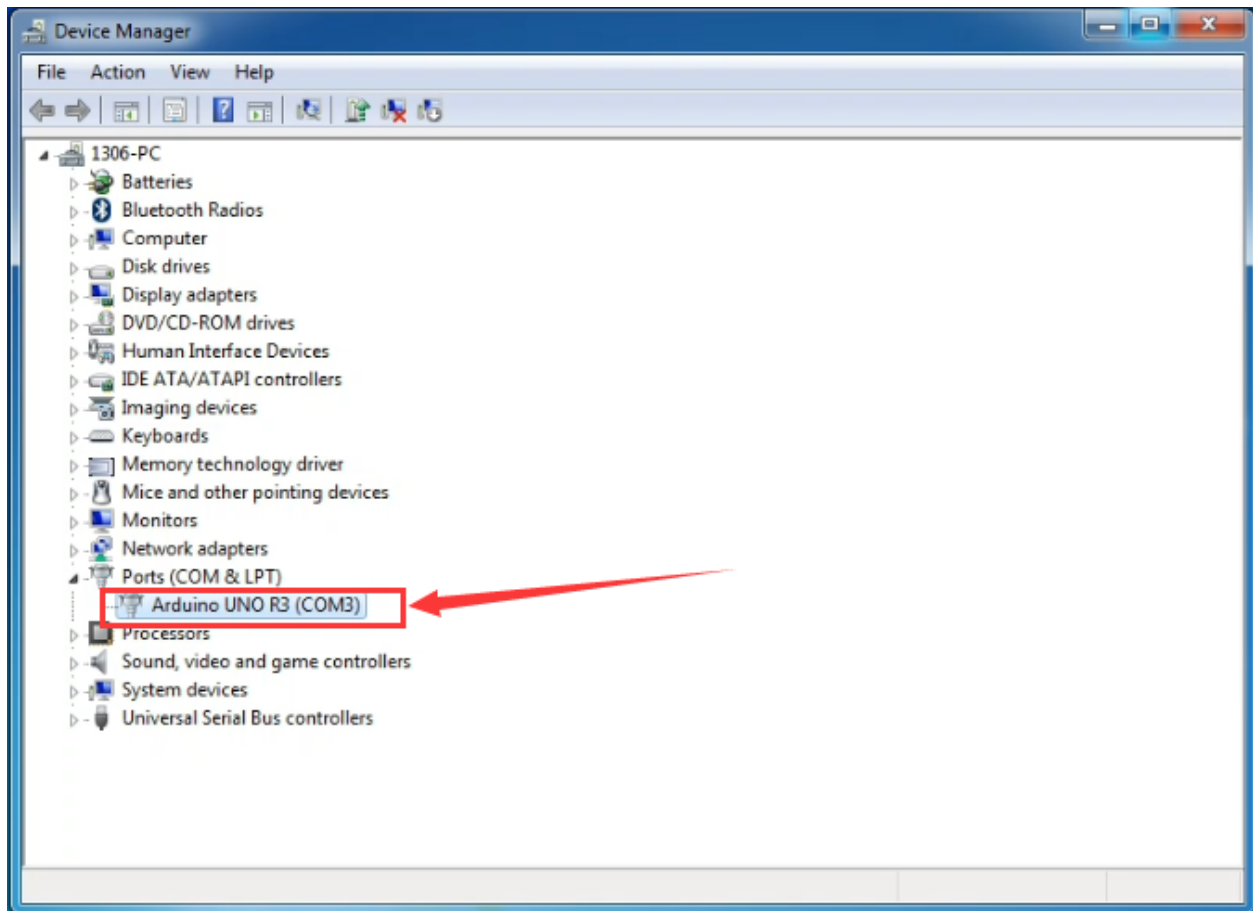 Device Manager
File Action View Help
1306-PC
Batteries
Bluetooth Radios
Computer
Disk drives
Display adapters
DVD/CD-ROM drives
Human Interface Devices
IDE ATA/ATAPI controllers
Imaging devices
Keyboards
Memory technology driver
Mice and other pointing devices
Monitors
Network adapters
Ports (COM & LPT)
Arduino UNO R3 (COM3)
Processors
Sound, video and game controllers
System devices
Universal Serial Bus controllers